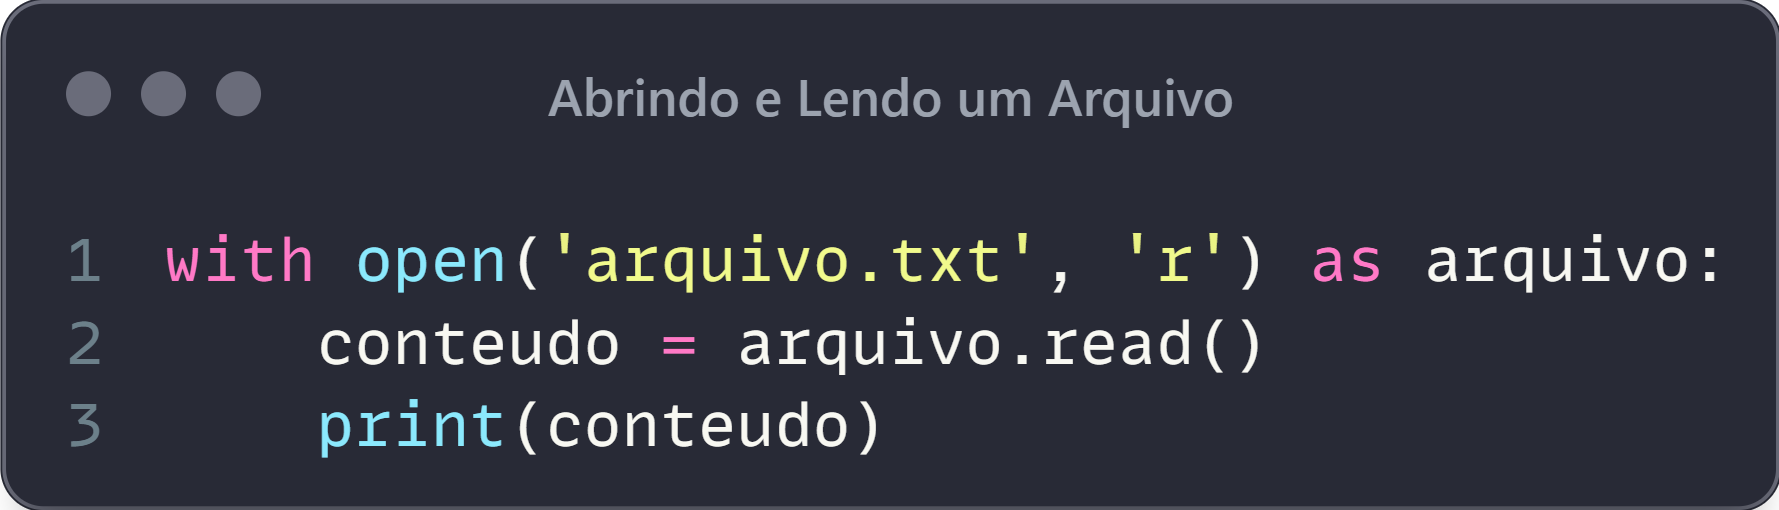 Abrindo e Lendo um Arquivo
1 with open('arquivo.txt', 'r') as arquivo:
2     conteudo = arquivo.read()
3     print(conteudo)